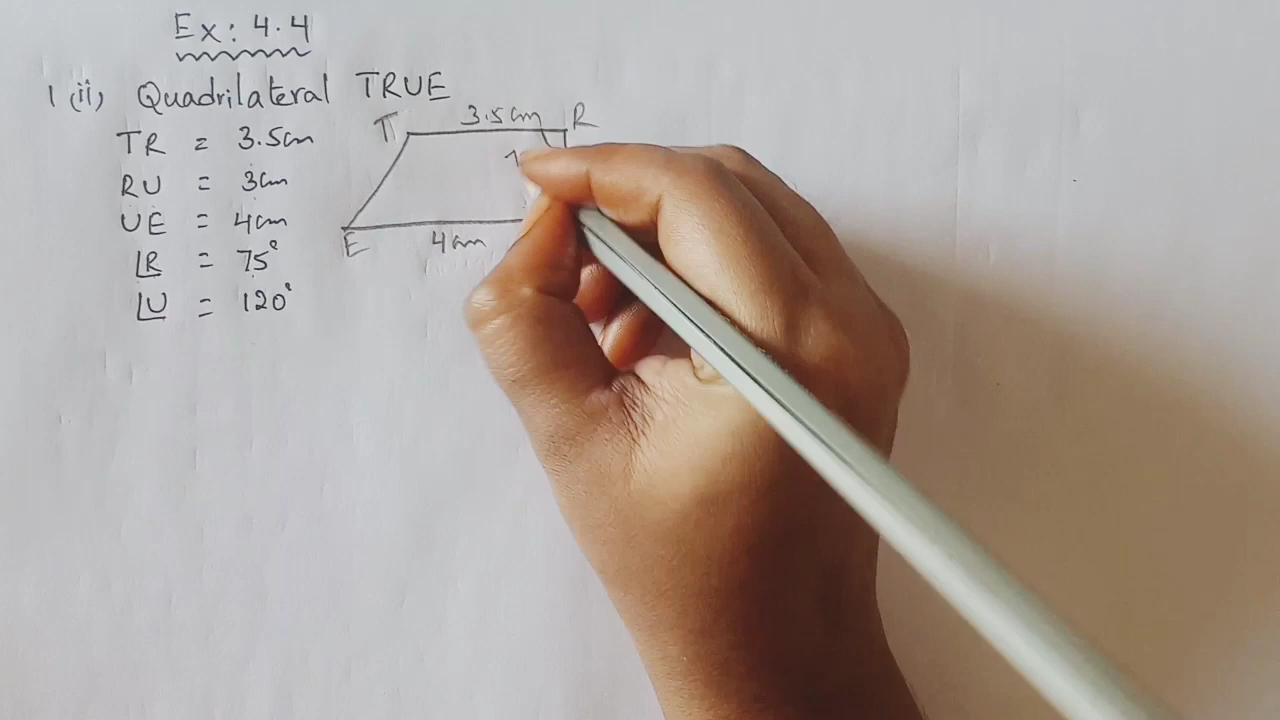 Ex: 4.4
1 (ii) Quadrilateral TRUE
TR = 3.5cm
RU = 3cm
UE = 4cm
∟R = 75°
∟U = 120°
T 3.5cm R
E 4cm